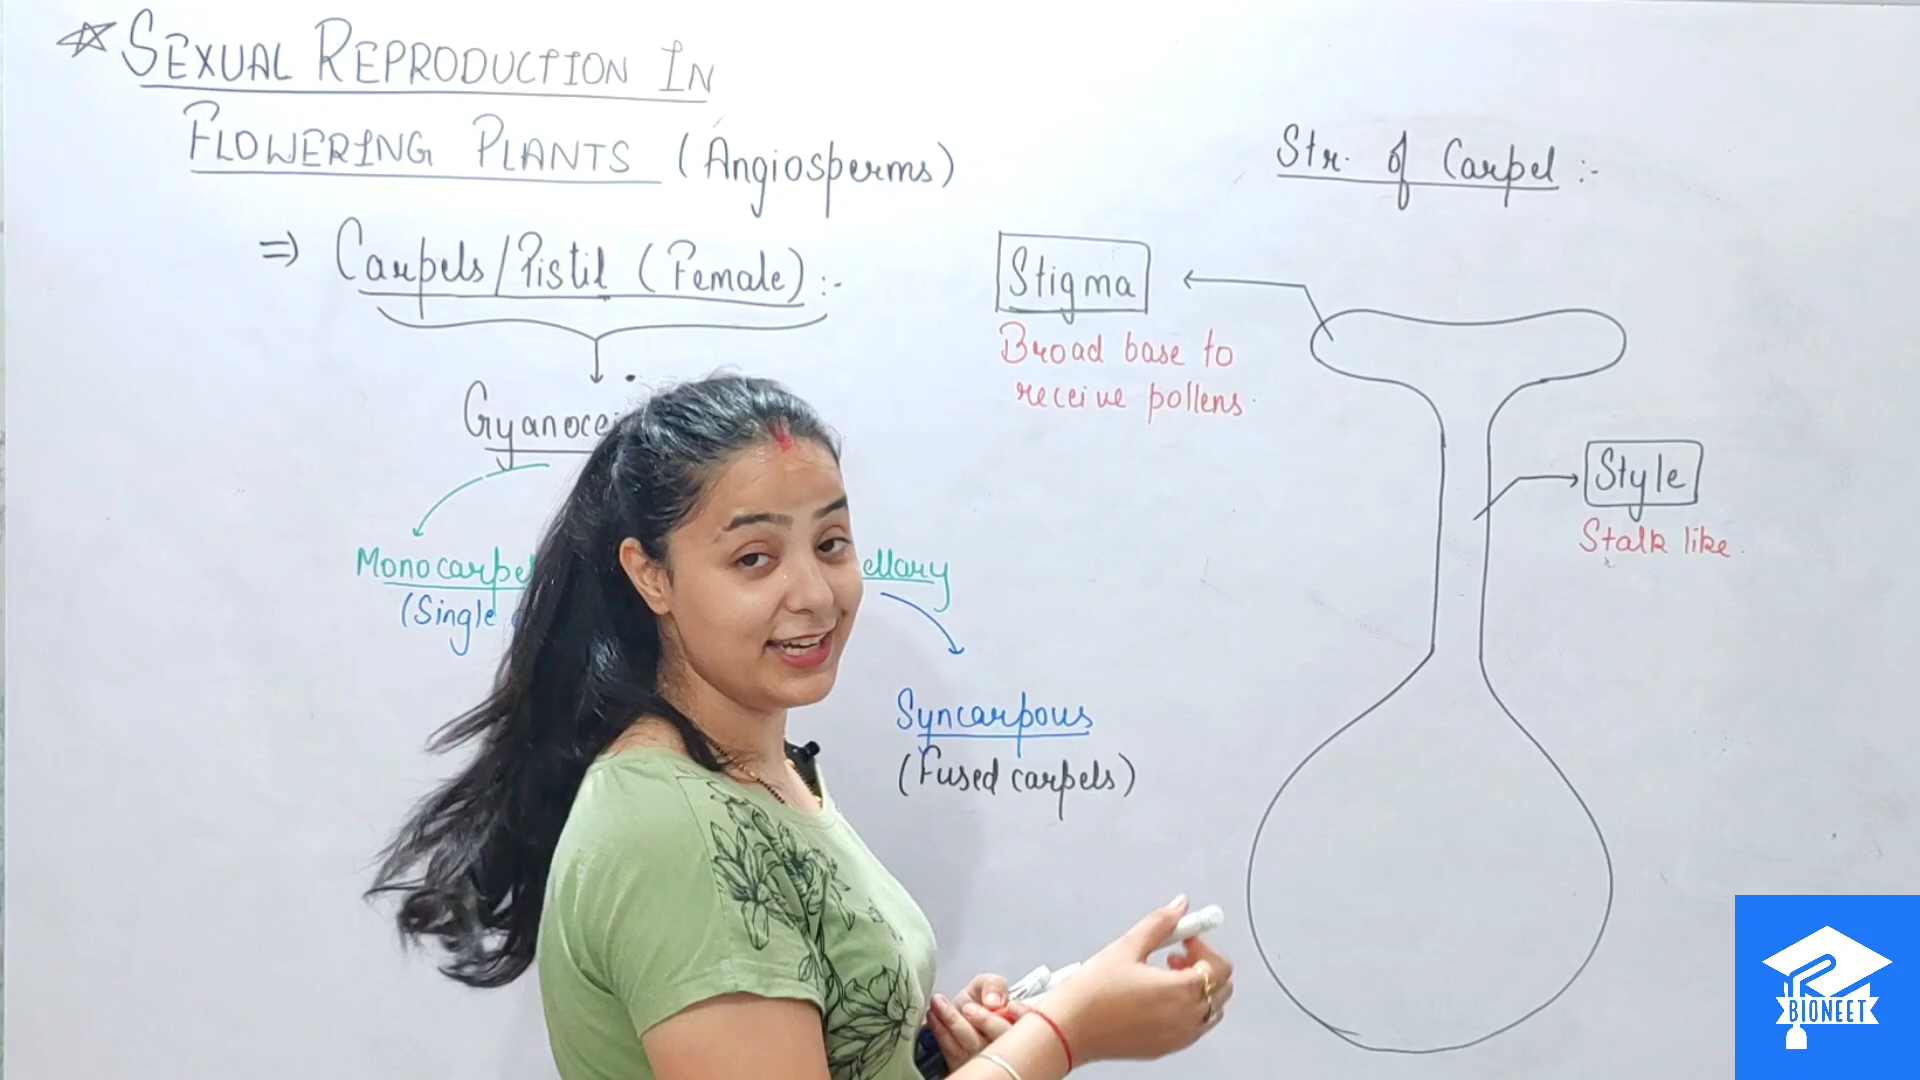 SEXUAL REPRODUCTION IN
FLOWERING PLANTS (Angiosperms)
=> Carpels/Pistil (Female) :-
(Single
Syncarpous
(Fused carpels)
Str. of Carpel :-
Stigma
Broad base to
receive pollens.
Style
Stalk like.
BIONEET